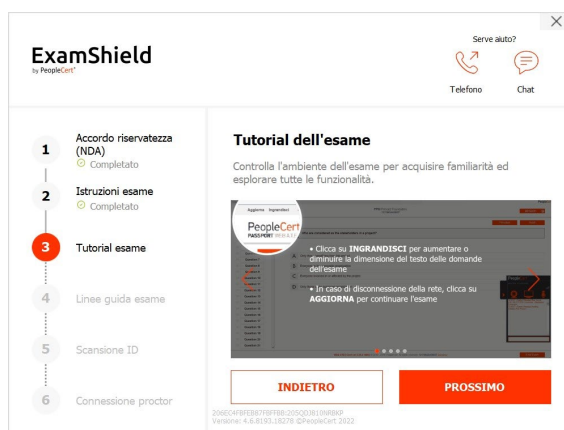 Serve aiuto?
ExamShield
by PeopleCert
Telefono
Chat
1
Accordo riservatezza
(NDA)
Completato
2
Istruzioni esame
Completato
3
Tutorial esame
4
Linee guida esame
5
Scansione ID
6
Connessione proctor
Tutorial dell'esame
Controlla l'ambiente dell'esame per acquisire familiarità ed
esplorare tutte le funzionalità.
Aggiorna Ingrandisci
PeopleCert
PASSPORT
• Clicca su INGRANDISCI per aumentare o
diminuire la dimensione del testo delle domande
dell'esame
• In caso di disconnessione della rete, clicca su
AGGIORNA per continuare l'esame
INDIETRO
PROSSIMO
Versione: 4.6.8193.18278 ©PeopleCert 2022